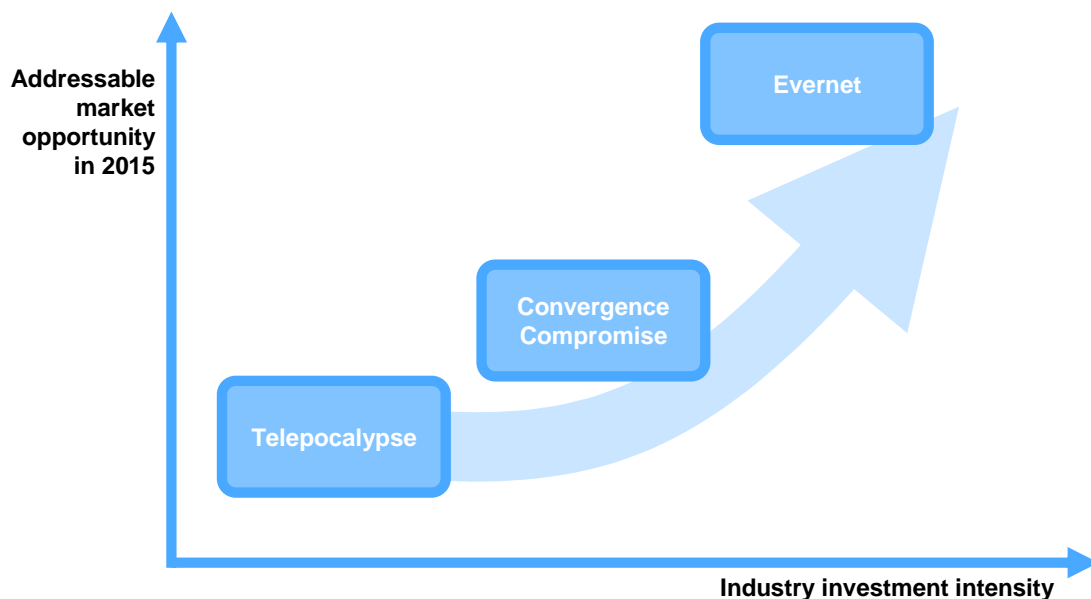 Addressable
market
opportunity
in 2015
Evernet
Convergence
Compromise
Telepocalypse
Industry investment intensity